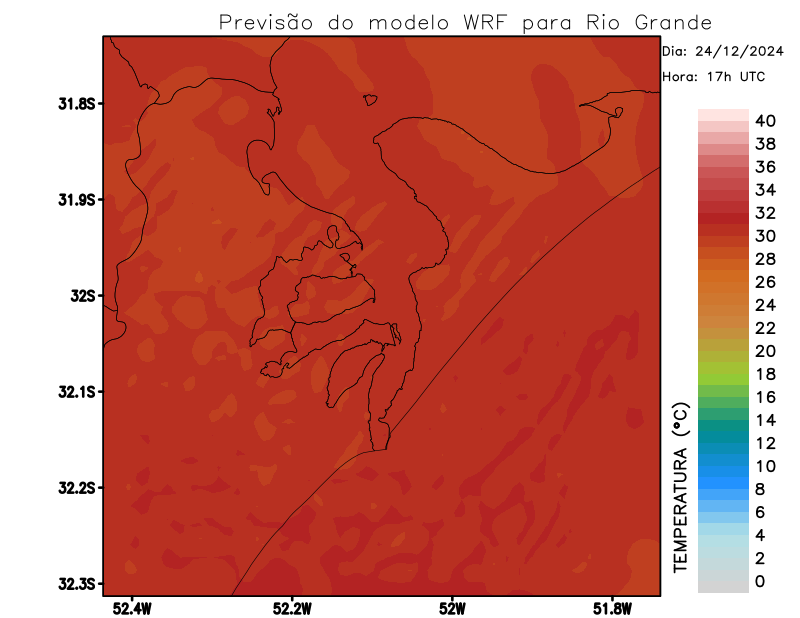 Previsão do modelo WRF para Rio Grande
Dia: 24/12/2024
Hora: 17h UTC
31.8S
31.9S
32S
32.1S
32.2S
32.3S
52.4W
52.2W
52W
51.8W
TEMPERATURA (°C)
40
38
36
34
32
30
28
26
24
22
20
18
16
14
12
10
8
6
4
2
0